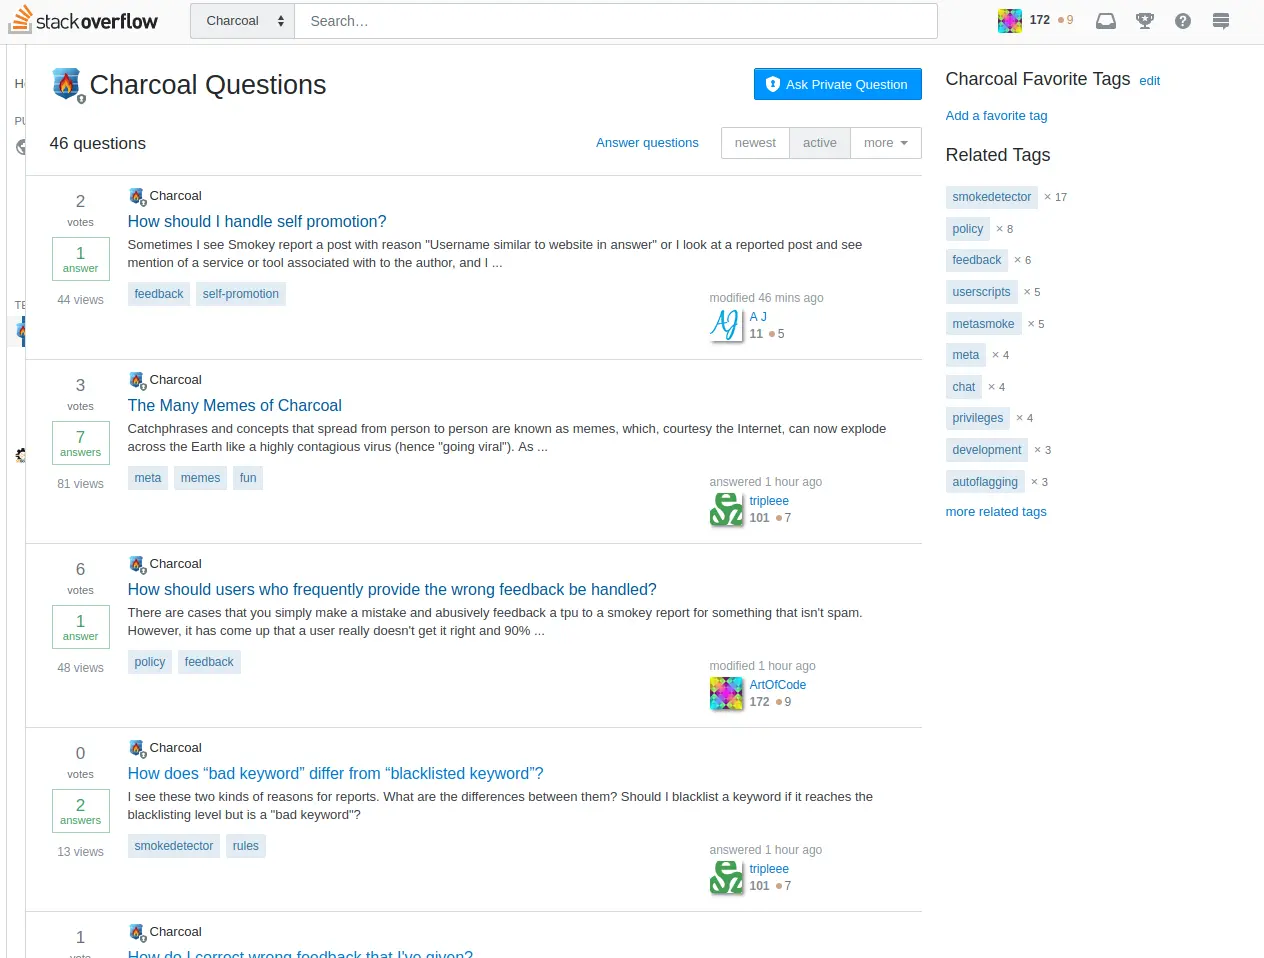 stackoverflow
Charcoal
Search…
172 9
Charcoal Questions
Ask Private Question
46 questions
Answer questions
newest
active
more
2
votes
1
answer
44 views
Charcoal
How should I handle self promotion?
Sometimes I see Smokey report a post with reason "Username similar to website in answer" or I look at a reported post and see
mention of a service or tool associated with to the author, and I ...
feedback self-promotion
modified 46 mins ago
A J
11 5
3
votes
7
answers
81 views
Charcoal
The Many Memes of Charcoal
Catchphrases and concepts that spread from person to person are known as memes, which, courtesy the Internet, can now explode
across the Earth like a highly contagious virus (hence "going viral"). As ...
meta memes fun
answered 1 hour ago
tripleee
101 7
6
votes
1
answer
48 views
Charcoal
How should users who frequently provide the wrong feedback be handled?
There are cases that you simply make a mistake and abusively feedback a tpu to a smokey report for something that isn't spam.
However, it has come up that a user really doesn't get it right and 90% ...
policy feedback
modified 1 hour ago
ArtOfCode
172 9
0
votes
2
answers
13 views
Charcoal
How does “bad keyword” differ from “blacklisted keyword”?
I see these two kinds of reasons for reports. What are the differences between them? Should I blacklist a keyword if it reaches the
blacklisting level but is a "bad keyword"?
smokedetector rules
answered 1 hour ago
tripleee
101 7
1
vote
Charcoal
How do I correct wrong feedback that I've given?
Charcoal Favorite Tags edit
Add a favorite tag
Related Tags
smokedetector × 17
policy × 8
feedback × 6
userscripts × 5
metasmoke × 5
meta × 4
chat × 4
privileges × 4
development × 3
autoflagging × 3
more related tags